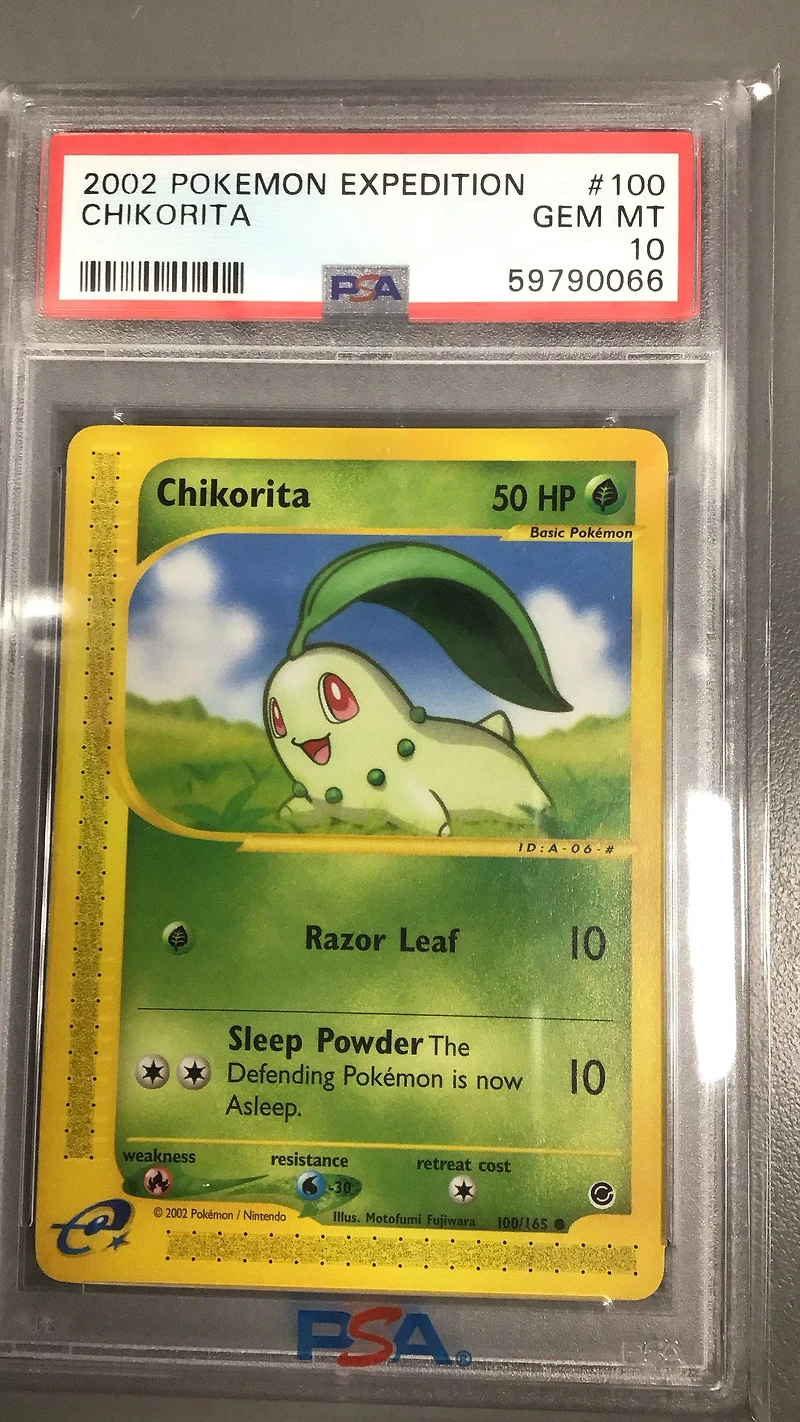 2002 POKEMON EXPEDITION #100
CHIKORITA GEM MT
10
PSA 59790066
Chikorita 50 HP
Basic Pokémon
ID:A-06-#
Razor Leaf 10
Sleep Powder The
Defending Pokémon is now 10
Asleep.
weakness resistance retreat cost
-30
© 2002 Pokémon / Nintendo Illus. Motofumi Fujiwara 100/165 ●
e
PSA®